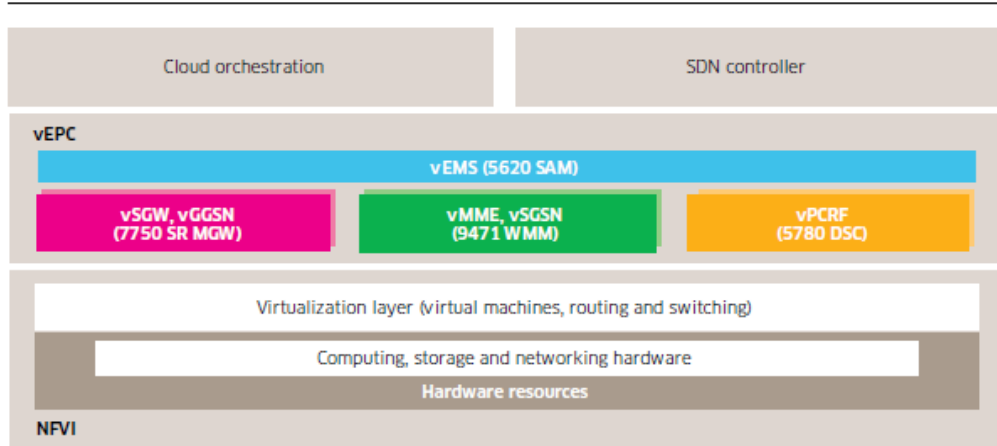 Cloud orchestration
SDN controller
vEPC
vEMS (5620 SAM)
vSGW, vGGSN
(7750 SR MGW)
vMME, vSGSN
(9471 WMM)
vPCRF
(5780 DSC)
Virtualization layer (virtual machines, routing and switching)
Computing, storage and networking hardware
Hardware resources
NFVI